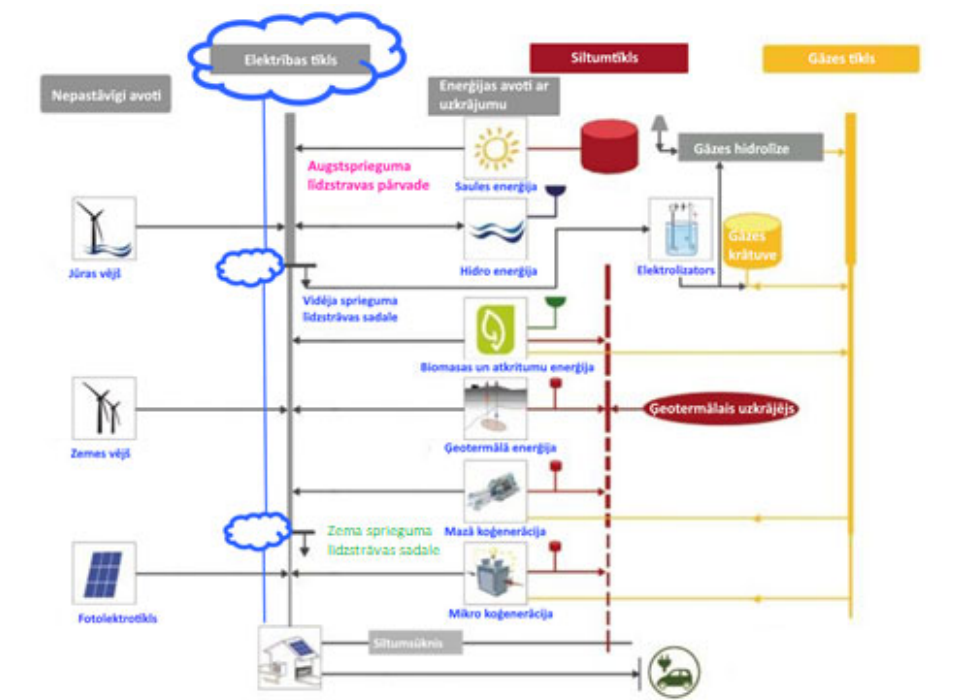 Elektrības tīkls
Siltumtīkls
Gāzes tīkls
Nepastāvīgi avoti
Enerģijas avoti ar
uzkrājumu
Augstsprieguma
līdzstravas pārvade
Saules enerģija
Gāzes hidrolīze
Jūras vējš
Hidro enerģija
Elektrolizators
Gāzes
krātuve
Vidēja sprieguma
līdzstrāvas sadale
Biomasas un atkritumu enerģija
Zemes vējš
Ģeotermālā enerģija
Ģeotermālais uzkrājējs
Zema sprieguma
līdzstrāvas sadale
Mazā koģenerācija
Fotolektrotīkls
Mikro koģenerācija
Siltumsūknis